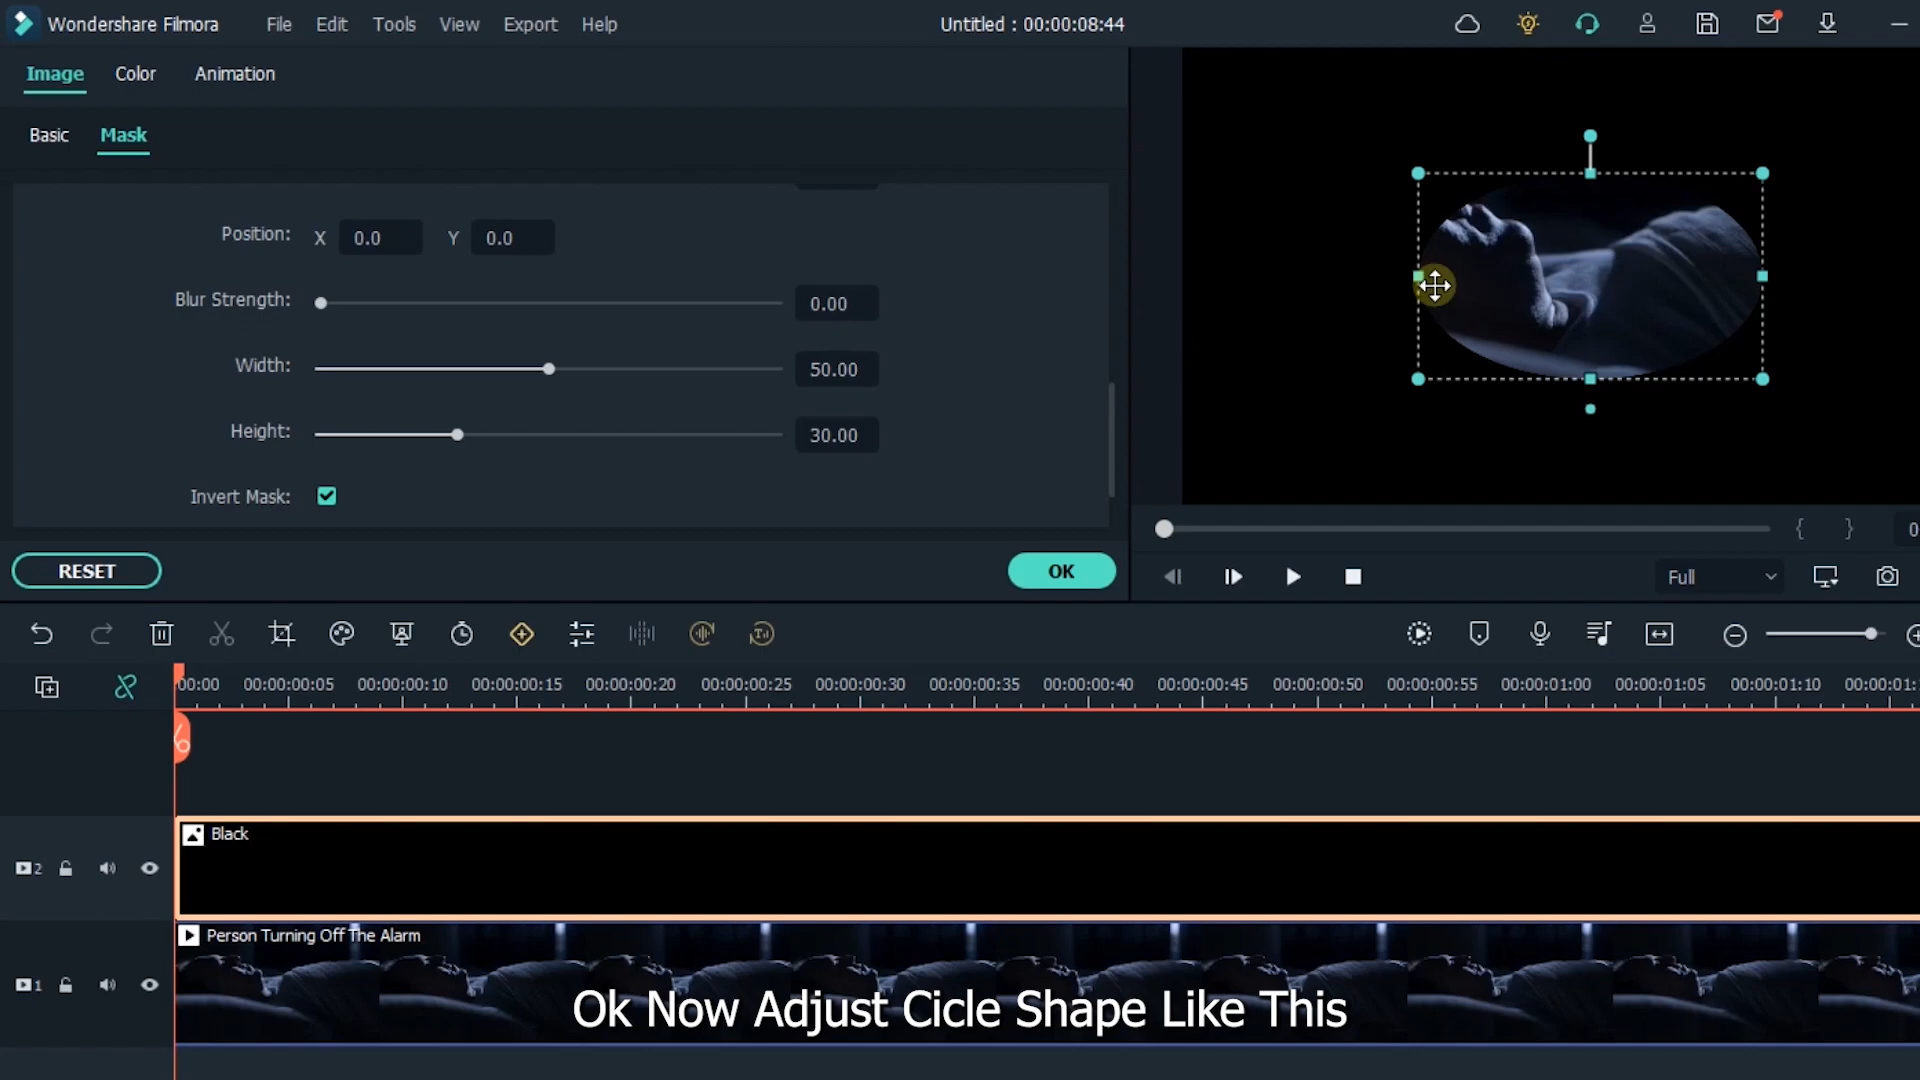 Wondershare Filmora File Edit Tools View Export Help Untitled : 00:00:08:44
Image Color Animation
Basic Mask
Position: X 0.0 Y 0.0
Blur Strength: 0.00
Width: 50.00
Height: 30.00
Invert Mask:
RESET OK
{ } 0
Full
00:00 00:00:00:05 00:00:00:10 00:00:00:15 00:00:00:20 00:00:00:25 00:00:00:30 00:00:00:35 00:00:00:40 00:00:00:45 00:00:00:50 00:00:00:55 00:00:01:00 00:00:01:05 00:00:01:10 00:00:01:
Black
2
Person Turning Off The Alarm
1
Ok Now Adjust Cicle Shape Like This